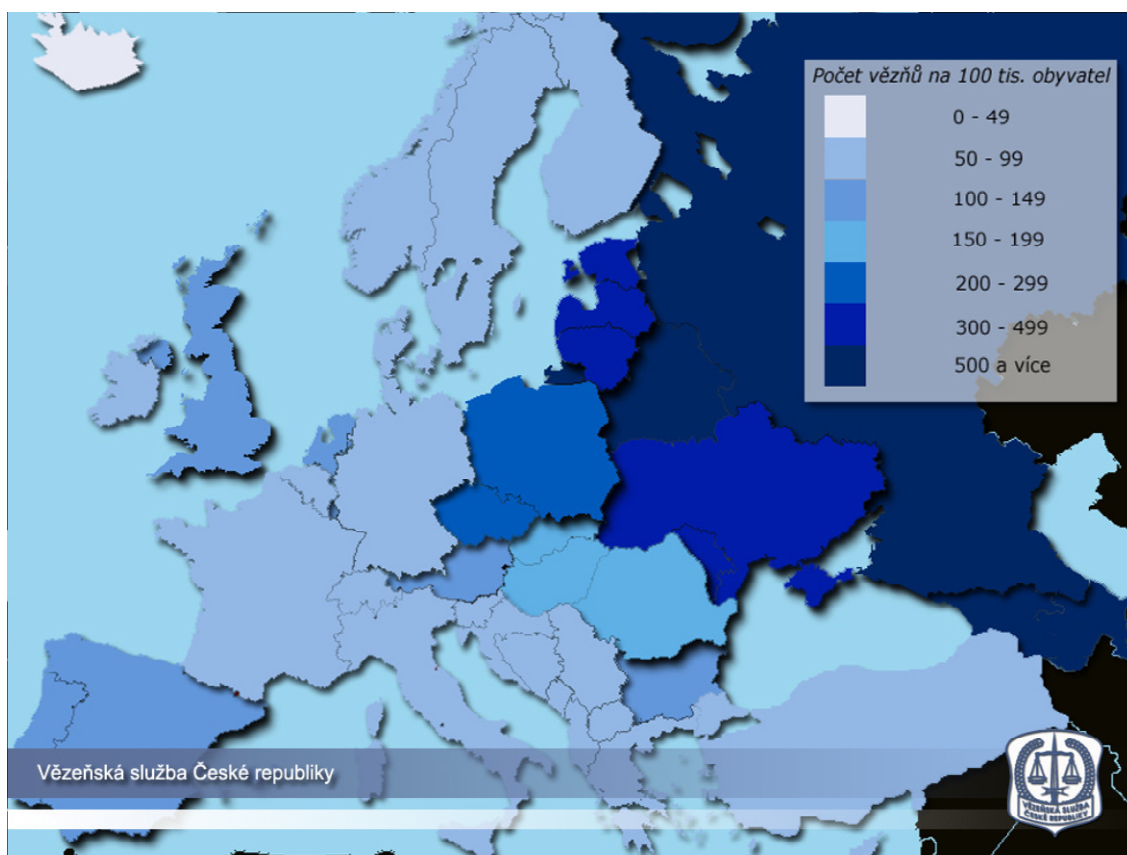 Počet vězňů na 100 tis. obyvatel
0 - 49
50 - 99
100 - 149
150 - 199
200 - 299
300 - 499
500 a více
Vězeňská služba České republiky
VĚZEŇSKÁ SLUŽBA
ČESKÉ REPUBLIKY